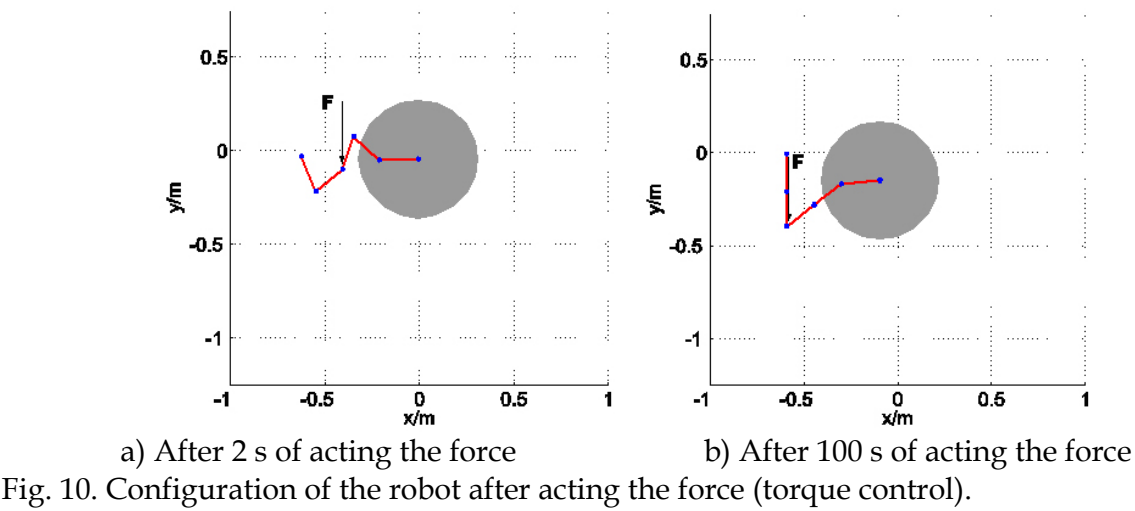 0.5
0
-0.5
-1
y/m
F
-1 -0.5 0 0.5 1
x/m
0.5
0
-0.5
-1
y/m
F
-1 -0.5 0 0.5 1
x/m
a) After 2 s of acting the force b) After 100 s of acting the force
Fig. 10. Configuration of the robot after acting the force (torque control).